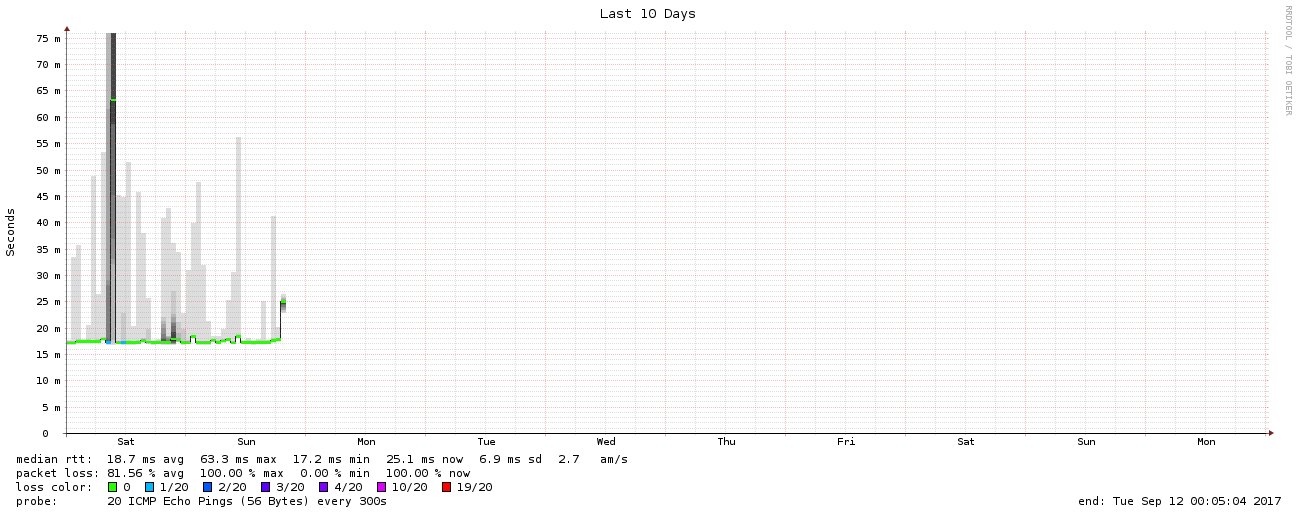 Last 10 Days
RRDTOOL / TOBI OETIKER
Seconds
75 m
70 m
65 m
60 m
55 m
50 m
45 m
40 m
35 m
30 m
25 m
20 m
15 m
10 m
5 m
0
Sat Sun Mon Tue Wed Thu Fri Sat Sun Mon
median rtt: 18.7 ms avg 63.3 ms max 17.2 ms min 25.1 ms now 6.9 ms sd 2.7 am/s
packet loss: 81.56 % avg 100.00 % max 0.00 % min 100.00 % now
loss color: 0 1/20 2/20 3/20 4/20 10/20 19/20
probe: 20 ICMP Echo Pings (56 Bytes) every 300s end: Tue Sep 12 00:05:04 2017